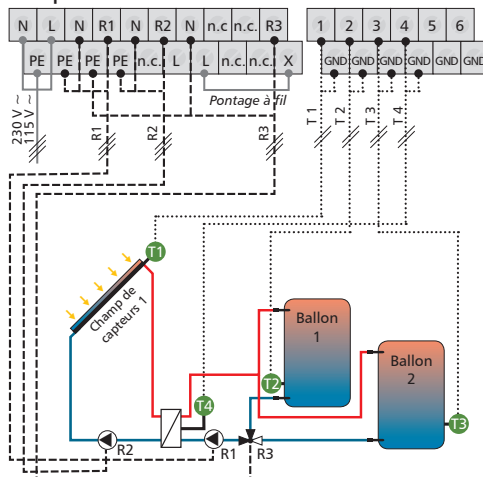 N L N R1 N R2 N n.c n.c. R3 1 2 3 4 5 6
PE PE PE PE n.c. L L n.c. n.c. X GND GND GND GND GND GND
Pontage à fil
230 V ~
115 V ~
R1
R2
R3
T 1
T 2
T 3
T 4
T1
Champ de
capteurs 1
Ballon
1
Ballon
2
T2
T4
T3
R2
R1
R3